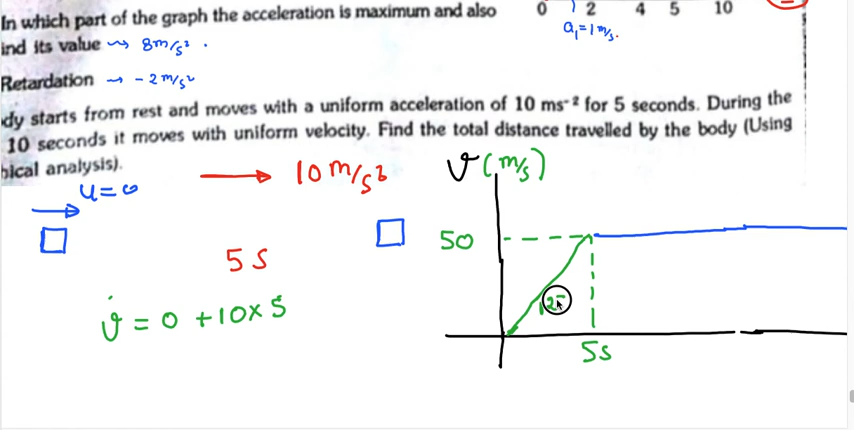 In which part of the graph the acceleration is maximum and also
ind its value → 8m/s² .
0 1 2 4 5 10
a₁=1m/s.
Retardation → -2m/s²
dy starts from rest and moves with a uniform acceleration of 10 ms⁻² for 5 seconds. During the
10 seconds it moves with uniform velocity. Find the total distance travelled by the body (Using
hical analysis).
u=0
→ 10m/s²
v(m/s)
50
5s
v = 0 + 10×5
125
5s